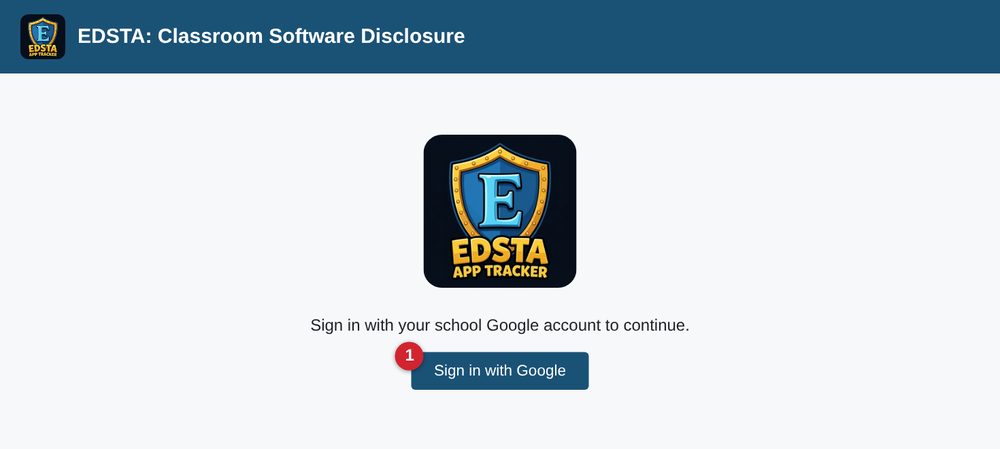 E
EDSTA
APP TRACKER
EDSTA: Classroom Software Disclosure
E
EDSTA
APP TRACKER
Sign in with your school Google account to continue.
1
Sign in with Google